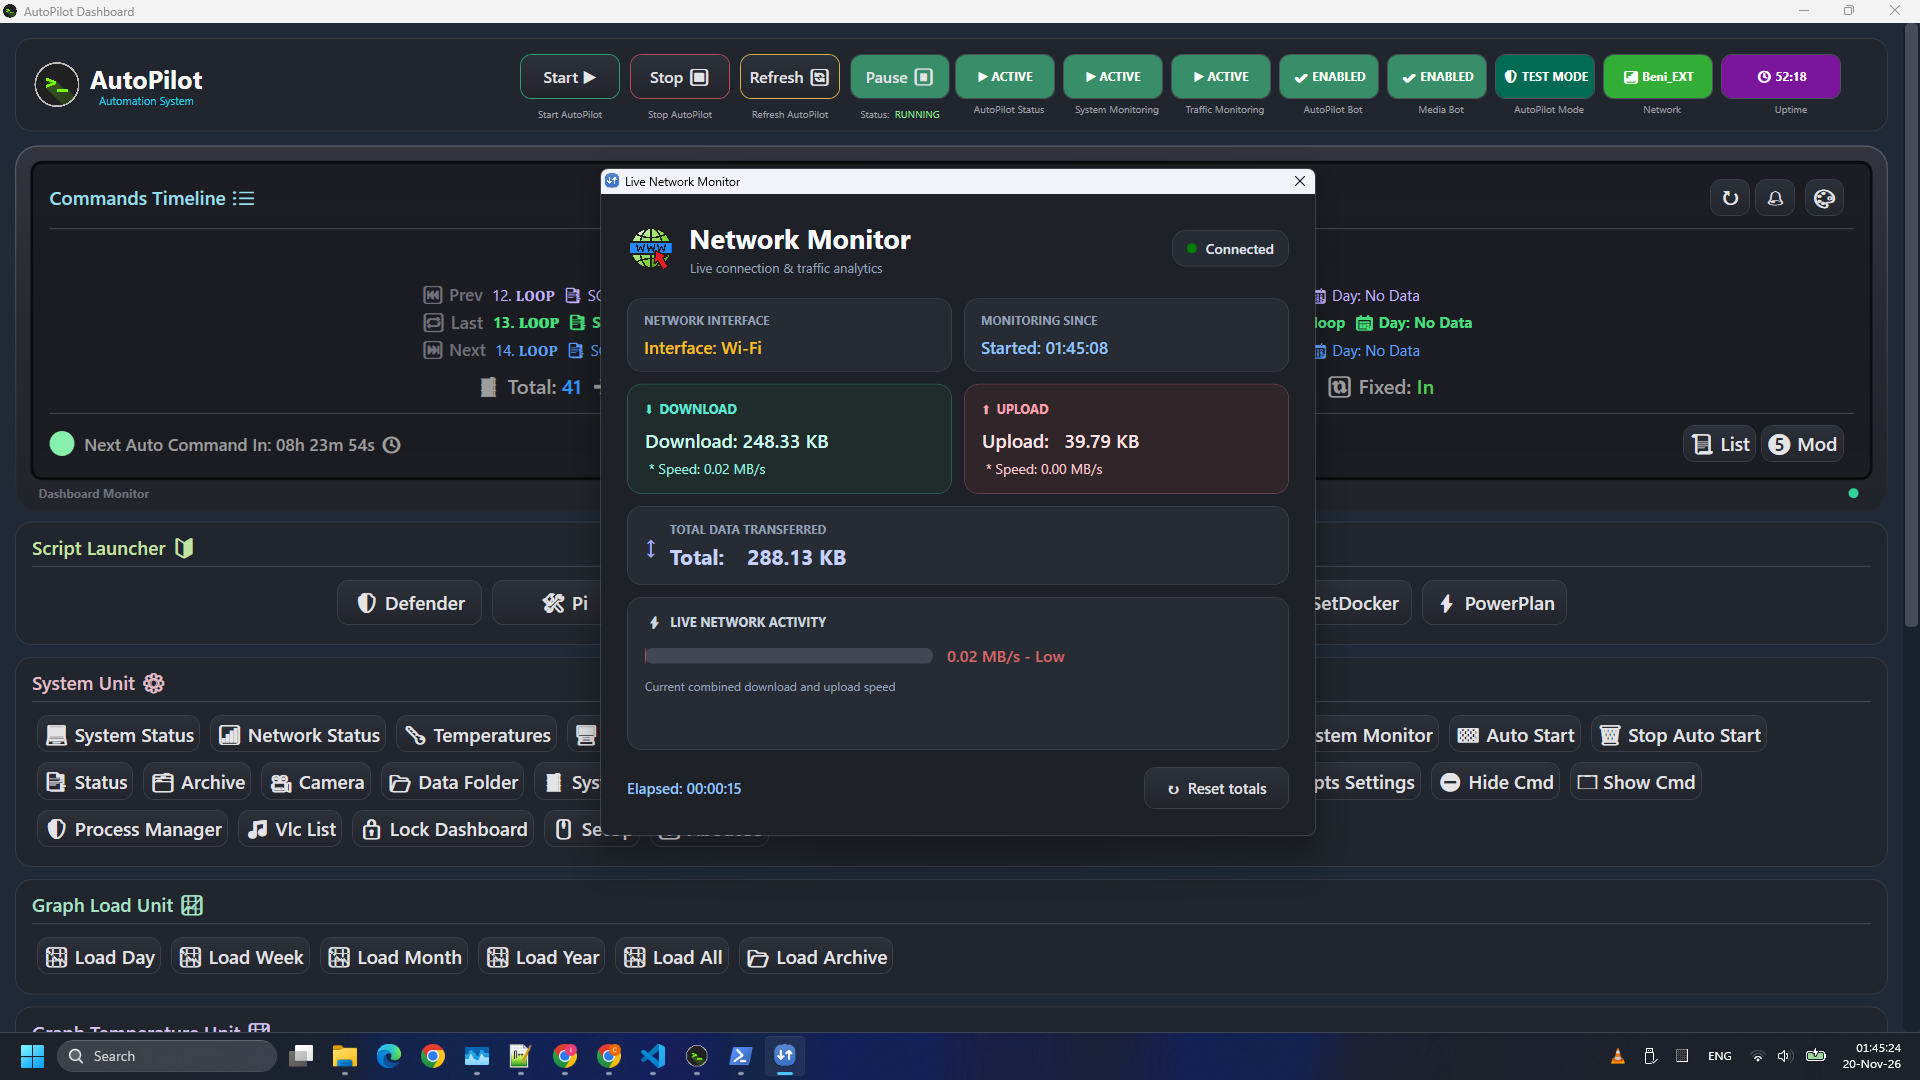 AutoPilot Dashboard
AutoPilot
Automation System
Start
Start AutoPilot
Stop
Stop AutoPilot
Refresh
Refresh AutoPilot
Pause
Status: RUNNING
ACTIVE
AutoPilot Status
ACTIVE
System Monitoring
ACTIVE
Traffic Monitoring
ENABLED
AutoPilot Bot
ENABLED
Media Bot
TEST MODE
AutoPilot Mode
Beni_EXT
Network
52:18
Uptime
Commands Timeline
Prev 12. LOOP
Day: No Data
Last 13. LOOP
loop Day: No Data
Next 14. LOOP
Day: No Data
Total: 41
Fixed: In
Next Auto Command In: 08h 23m 54s
List
5 Mod
Dashboard Monitor
Live Network Monitor
WWW
Network Monitor
Live connection & traffic analytics
Connected
NETWORK INTERFACE
Interface: Wi-Fi
MONITORING SINCE
Started: 01:45:08
DOWNLOAD
Download: 248.33 KB
* Speed: 0.02 MB/s
UPLOAD
Upload: 39.79 KB
* Speed: 0.00 MB/s
TOTAL DATA TRANSFERRED
Total: 288.13 KB
LIVE NETWORK ACTIVITY
0.02 MB/s - Low
Current combined download and upload speed
Elapsed: 00:00:15
Reset totals
Script Launcher
Defender
Pi
SetDocker
PowerPlan
System Unit
System Status
Network Status
Temperatures
stem Monitor
Auto Start
Stop Auto Start
Status
Archive
Camera
Data Folder
Sys
pts Settings
Hide Cmd
Show Cmd
Process Manager
Vlc List
Lock Dashboard
Graph Load Unit
Load Day
Load Week
Load Month
Load Year
Load All
Load Archive
Graph Temperature Unit
Search
ENG
01:45:24
20-Nov-26